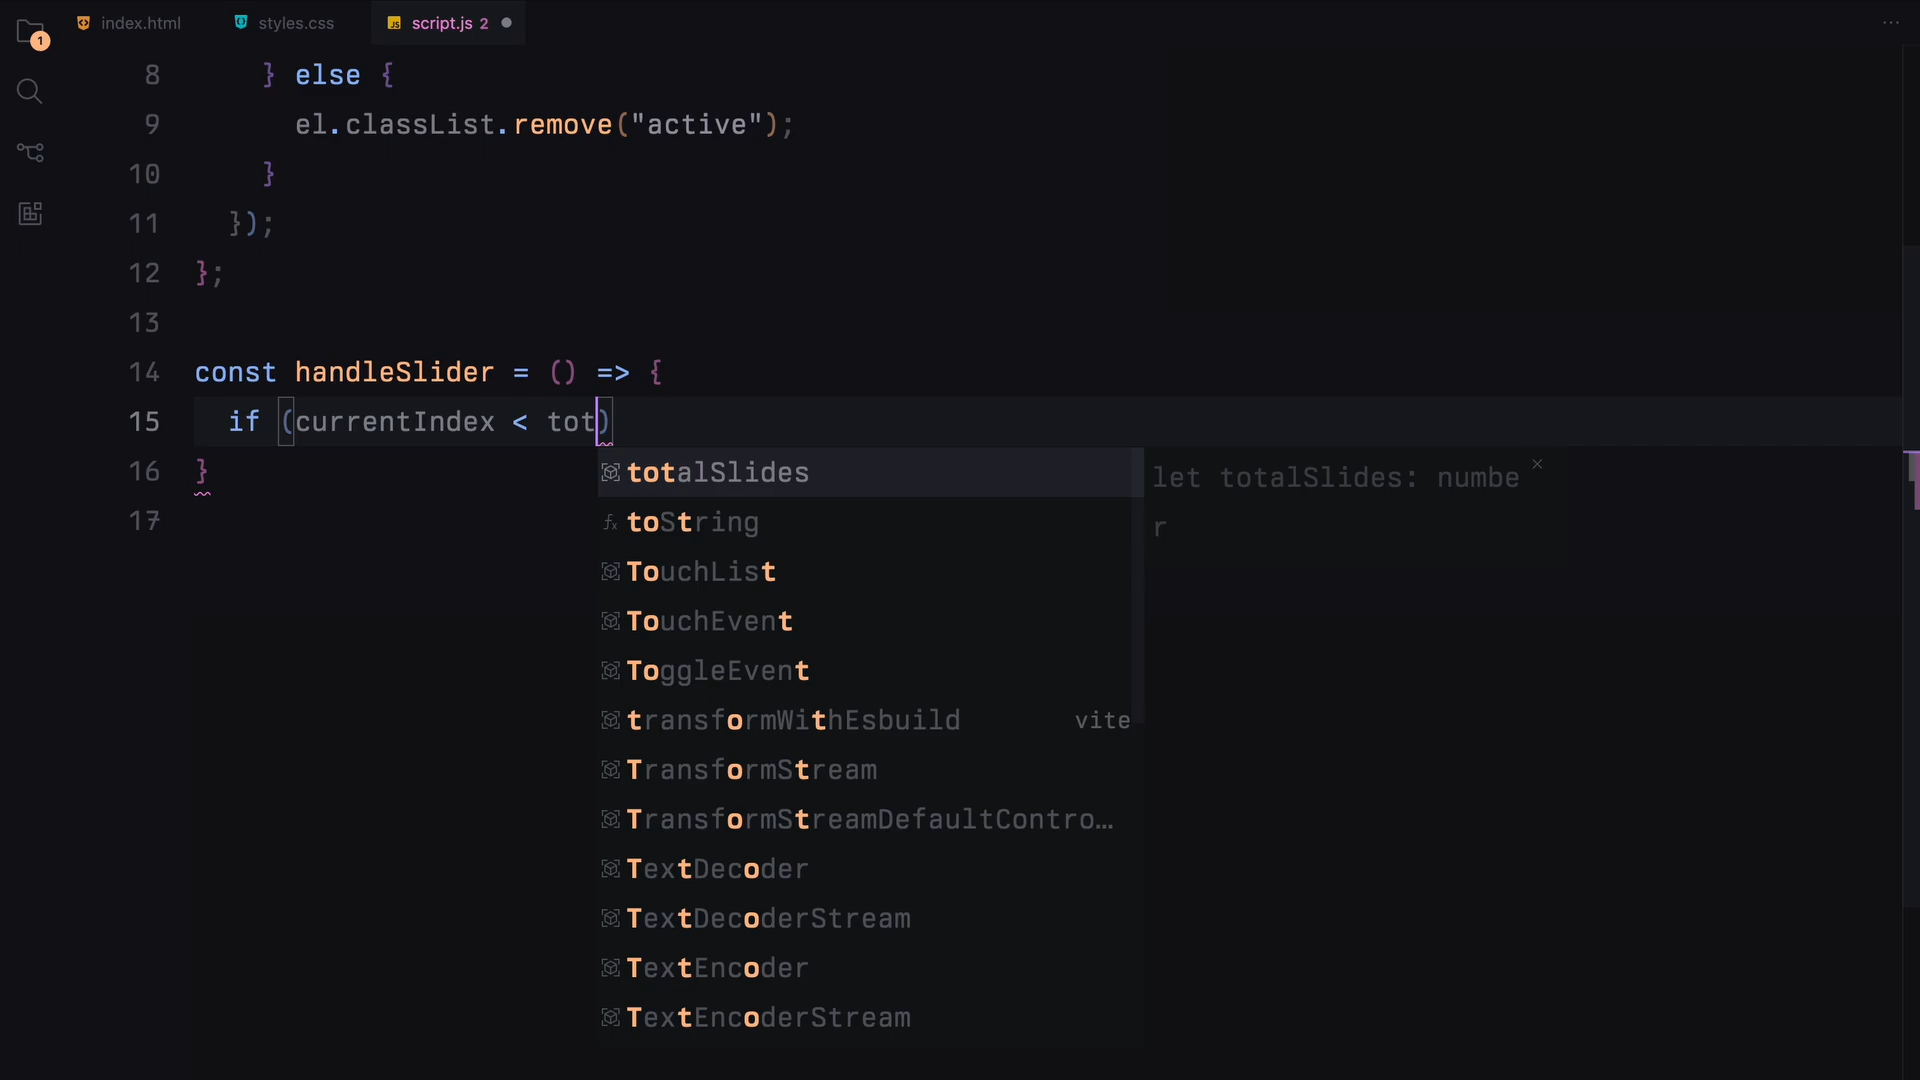 1
index.html
styles.css
JS script.js 2
8 } else {
9 el.classList.remove("active");
10 }
11 });
12 };
13
14 const handleSlider = () => {
15 if (currentIndex < tot)
16 }
17
totalSlides
toString
TouchList
TouchEvent
ToggleEvent
transformWithEsbuild vite
TransformStream
TransformStreamDefaultContro…
TextDecoder
TextDecoderStream
TextEncoder
TextEncoderStream
let totalSlides: numbe
r